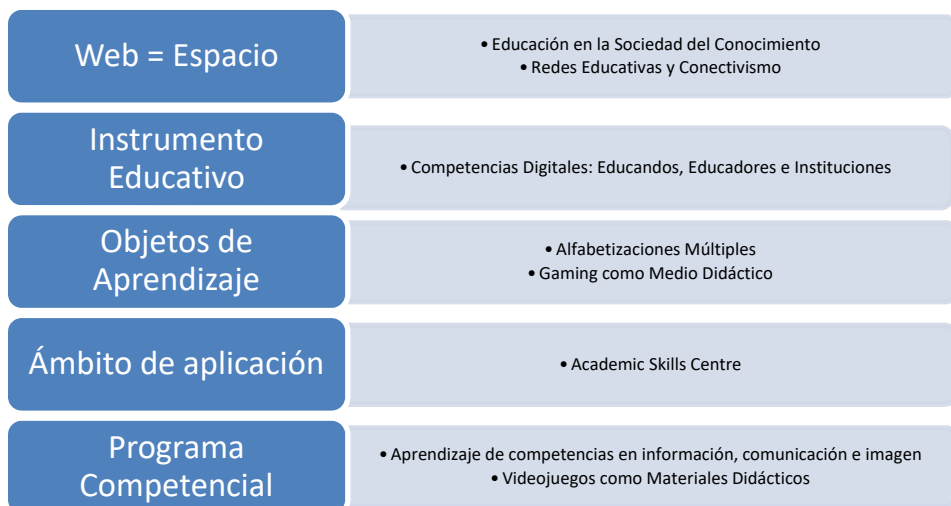 Web = Espacio
• Educación en la Sociedad del Conocimiento
• Redes Educativas y Conectivismo
Instrumento
Educativo
• Competencias Digitales: Educandos, Educadores e Instituciones
Objetos de
Aprendizaje
• Alfabetizaciones Múltiples
• Gaming como Medio Didáctico
Ámbito de aplicación
• Academic Skills Centre
Programa
Competencial
• Aprendizaje de competencias en información, comunicación e imagen
• Videojuegos como Materiales Didácticos